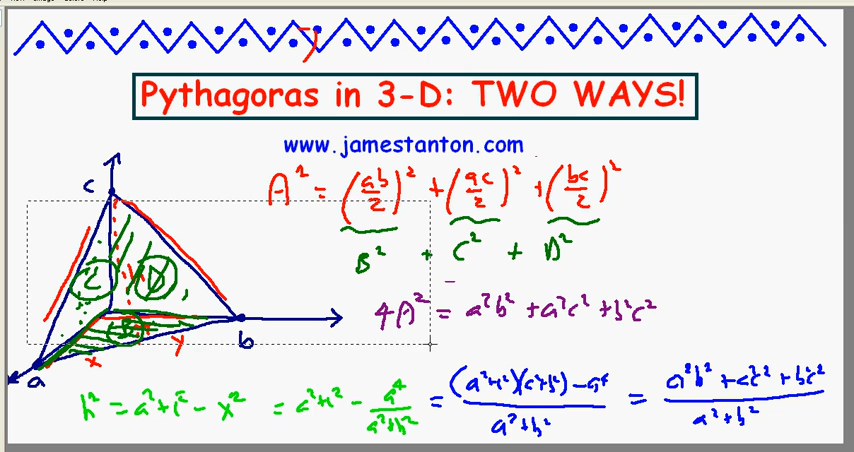 Pythagoras in 3-D: TWO WAYS!
www.jamestanton.com
A² = (ab/2)² + (ac/2)² + (bc/2)²
B² + C² + D²
4A² = a²b² + a²c² + b²c²
c
C D
B
x y b
a
h² = a²+c² - x² = a²+c² - a⁴/(a²+b²) = ((a²+c²)(a²+b²) - a⁴)/(a²+b²) = (a²b² + a²c² + b²c²)/(a²+b²)